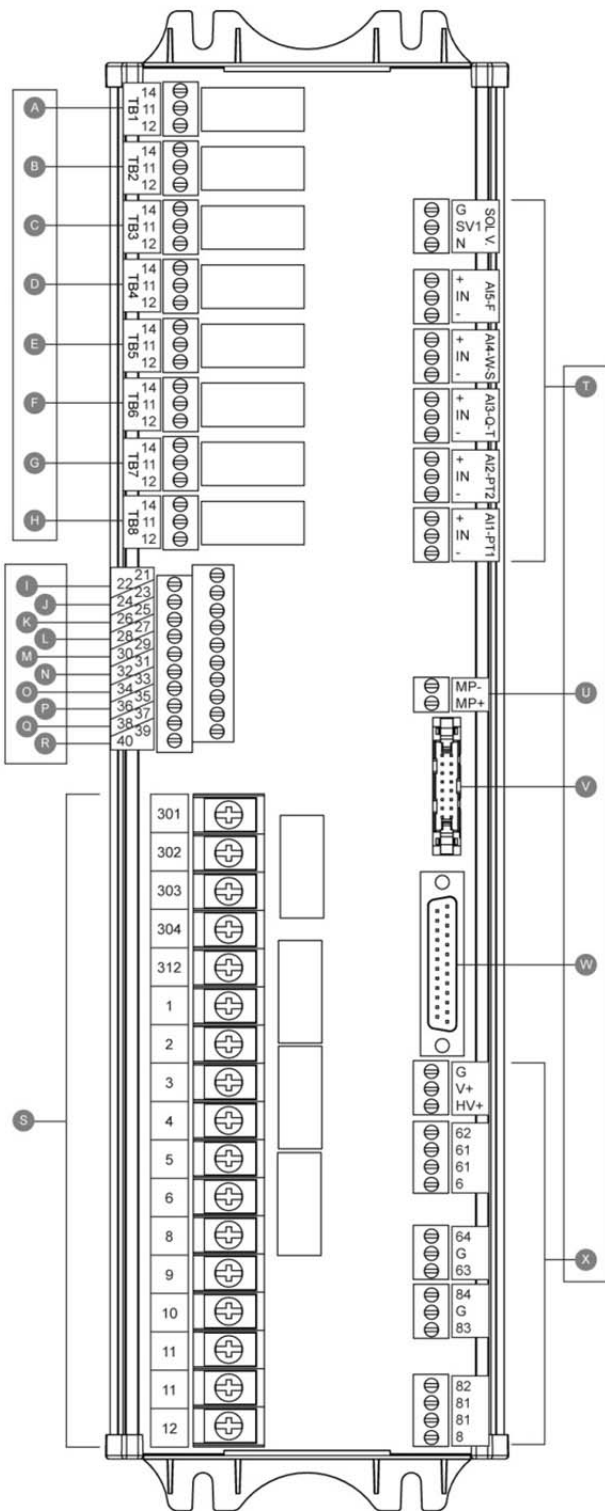 A
TB1
14
11
12
B
TB2
14
11
12
C
TB3
14
11
12
D
TB4
14
11
12
E
TB5
14
11
12
F
TB6
14
11
12
G
TB7
14
11
12
H
TB8
14
11
12
I
J
K
L
M
N
O
P
Q
R
22 21
24 23
26 25
28 27
30 29
32 31
34 33
36 35
38 37
40 39
S
301
302
303
304
312
1
2
3
4
5
6
8
9
10
11
11
12
G
SV1
N
SOL V.
+
IN
-
AI5-F
+
IN
-
AI4-W-S
+
IN
-
AI3-Q-T
+
IN
-
AI2-PT2
+
IN
-
AI1-PT1
T
MP-
MP+
U
V
W
G
V+
HV+
62
61
61
6
64
G
63
84
G
83
82
81
81
8
X